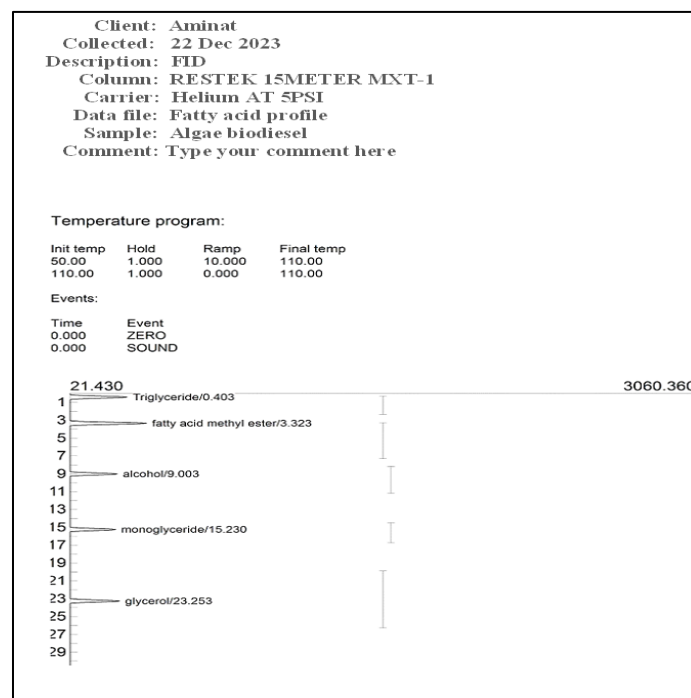 Client: Aminat
Collected: 22 Dec 2023
Description: FID
Column: RESTEK 15METER MXT-1
Carrier: Helium AT 5PSI
Data file: Fatty acid profile
Sample: Algae biodiesel
Comment: Type your comment here
Temperature program:
Init temp Hold Ramp Final temp
50.00 1.000 10.000 110.00
110.00 1.000 0.000 110.00
Events:
Time Event
0.000 ZERO
0.000 SOUND
21.430 3060.360
1 Triglyceride/0.403
3 fatty acid methyl ester/3.323
5
7
9 alcohol/9.003
11
13
15 monoglyceride/15.230
17
19
21
23 glycerol/23.253
25
27
29